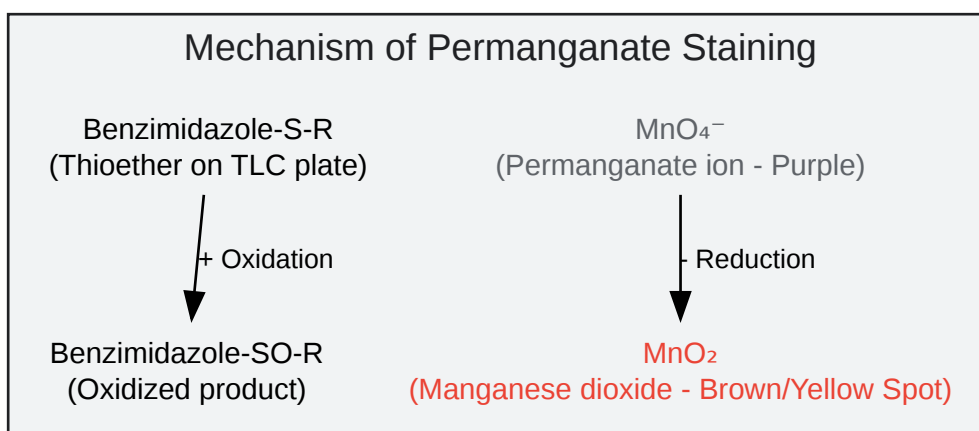 Mechanism of Permanganate Staining
Benzimidazole-S-R
(Thioether on TLC plate)
MnO₄⁻
(Permanganate ion - Purple)
+ Oxidation
- Reduction
Benzimidazole-SO-R
(Oxidized product)
MnO₂
(Manganese dioxide - Brown/Yellow Spot)